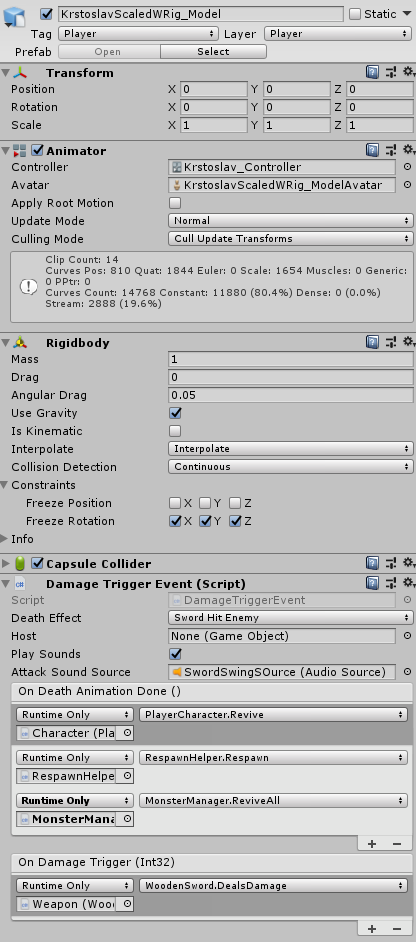 KrstoslavScaledWRig_Model Static
Tag Player Layer Player
Prefab Open Select
Transform
Position X 0 Y 0 Z 0
Rotation X 0 Y 0 Z 0
Scale X 1 Y 1 Z 1
Animator
Controller Krstoslav_Controller
Avatar KrstoslavScaledWRig_ModelAvatar
Apply Root Motion
Update Mode Normal
Culling Mode Cull Update Transforms
Clip Count: 14
Curves Pos: 810 Quat: 1844 Euler: 0 Scale: 1654 Muscles: 0 Generic:
0 PPtr: 0
Curves Count: 14768 Constant: 11880 (80.4%) Dense: 0 (0.0%)
Stream: 2888 (19.6%)
Rigidbody
Mass 1
Drag 0
Angular Drag 0.05
Use Gravity
Is Kinematic
Interpolate Interpolate
Collision Detection Continuous
Constraints
Freeze Position X Y Z
Freeze Rotation X Y Z
Info
Capsule Collider
Damage Trigger Event (Script)
Script DamageTriggerEvent
Death Effect Sword Hit Enemy
Host None (Game Object)
Play Sounds
Attack Sound Source SwordSwingSOurce (Audio Source)
On Death Animation Done ()
Runtime Only PlayerCharacter.Revive
Character (Pla
Runtime Only RespawnHelper.Respawn
RespawnHelpe
Runtime Only MonsterManager.ReviveAll
MonsterMana
+ −
On Damage Trigger (Int32)
Runtime Only WoodenSword.DealsDamage
Weapon (Woo
+ −